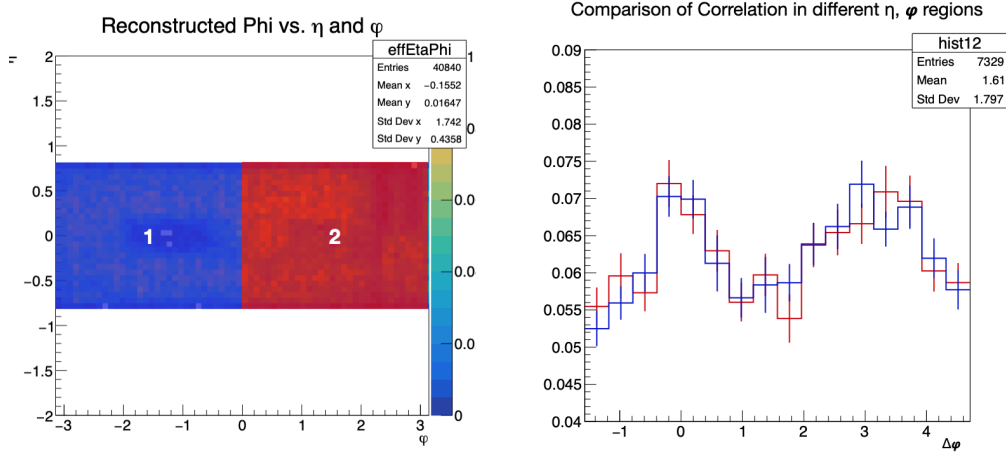 Reconstructed Phi vs. η and φ
η
effEtaPhi
Entries 40840
Mean x −0.1552
Mean y 0.01647
Std Dev x 1.742
Std Dev y 0.4358
2
1.5
1
0.5
0
−0.5
−1
−1.5
−2
1
2
1
0
0.0
0.0
0.0
0
−3 −2 −1 0 1 2 3
φ
Comparison of Correlation in different η, φ regions
hist12
Entries 7329
Mean 1.61
Std Dev 1.797
0.09
0.085
0.08
0.075
0.07
0.065
0.06
0.055
0.05
0.045
0.04
−1 0 1 2 3 4
Δφ